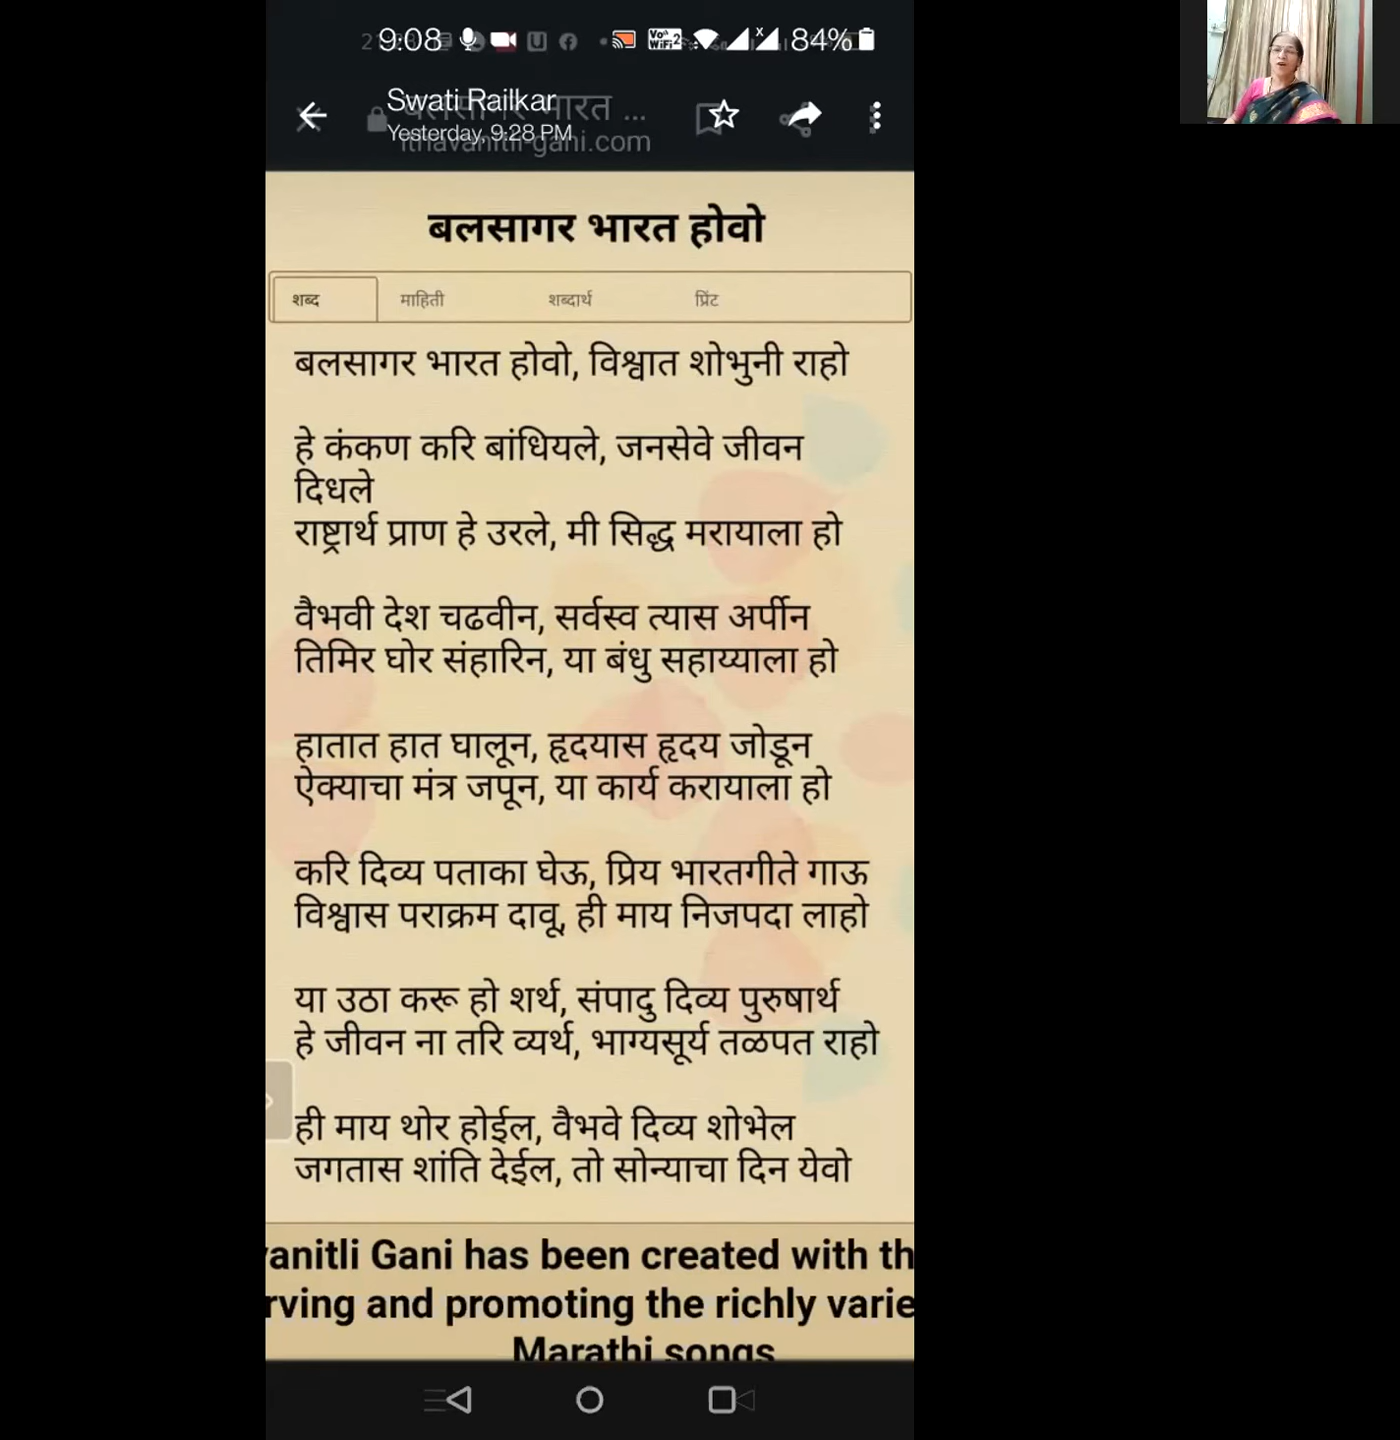 9:08
84%
Swati Railkar
Yesterday, 9:28 PM
बलसागर भारत होवो
शब्द माहिती शब्दार्थ प्रिंट
बलसागर भारत होवो, विश्वात शोभुनी राहो
हे कंकण करि बांधियले, जनसेवे जीवन
दिधले
राष्ट्रार्थ प्राण हे उरले, मी सिद्ध मरायाला हो
वैभवी देश चढवीन, सर्वस्व त्यास अर्पीन
तिमिर घोर संहारिन, या बंधु सहाय्याला हो
हातात हात घालून, हृदयास हृदय जोडून
ऐक्याचा मंत्र जपून, या कार्य करायाला हो
करि दिव्य पताका घेऊ, प्रिय भारतगीते गाऊ
विश्वास पराक्रम दावू, ही माय निजपदा लाहो
या उठा करू हो शर्थ, संपादु दिव्य पुरुषार्थ
हे जीवन ना तरि व्यर्थ, भाग्यसूर्य तळपत राहो
ही माय थोर होईल, वैभवे दिव्य शोभेल
जगतास शांति देईल, तो सोन्याचा दिन येवो
anitli Gani has been created with th
rving and promoting the richly varie
Marathi songs